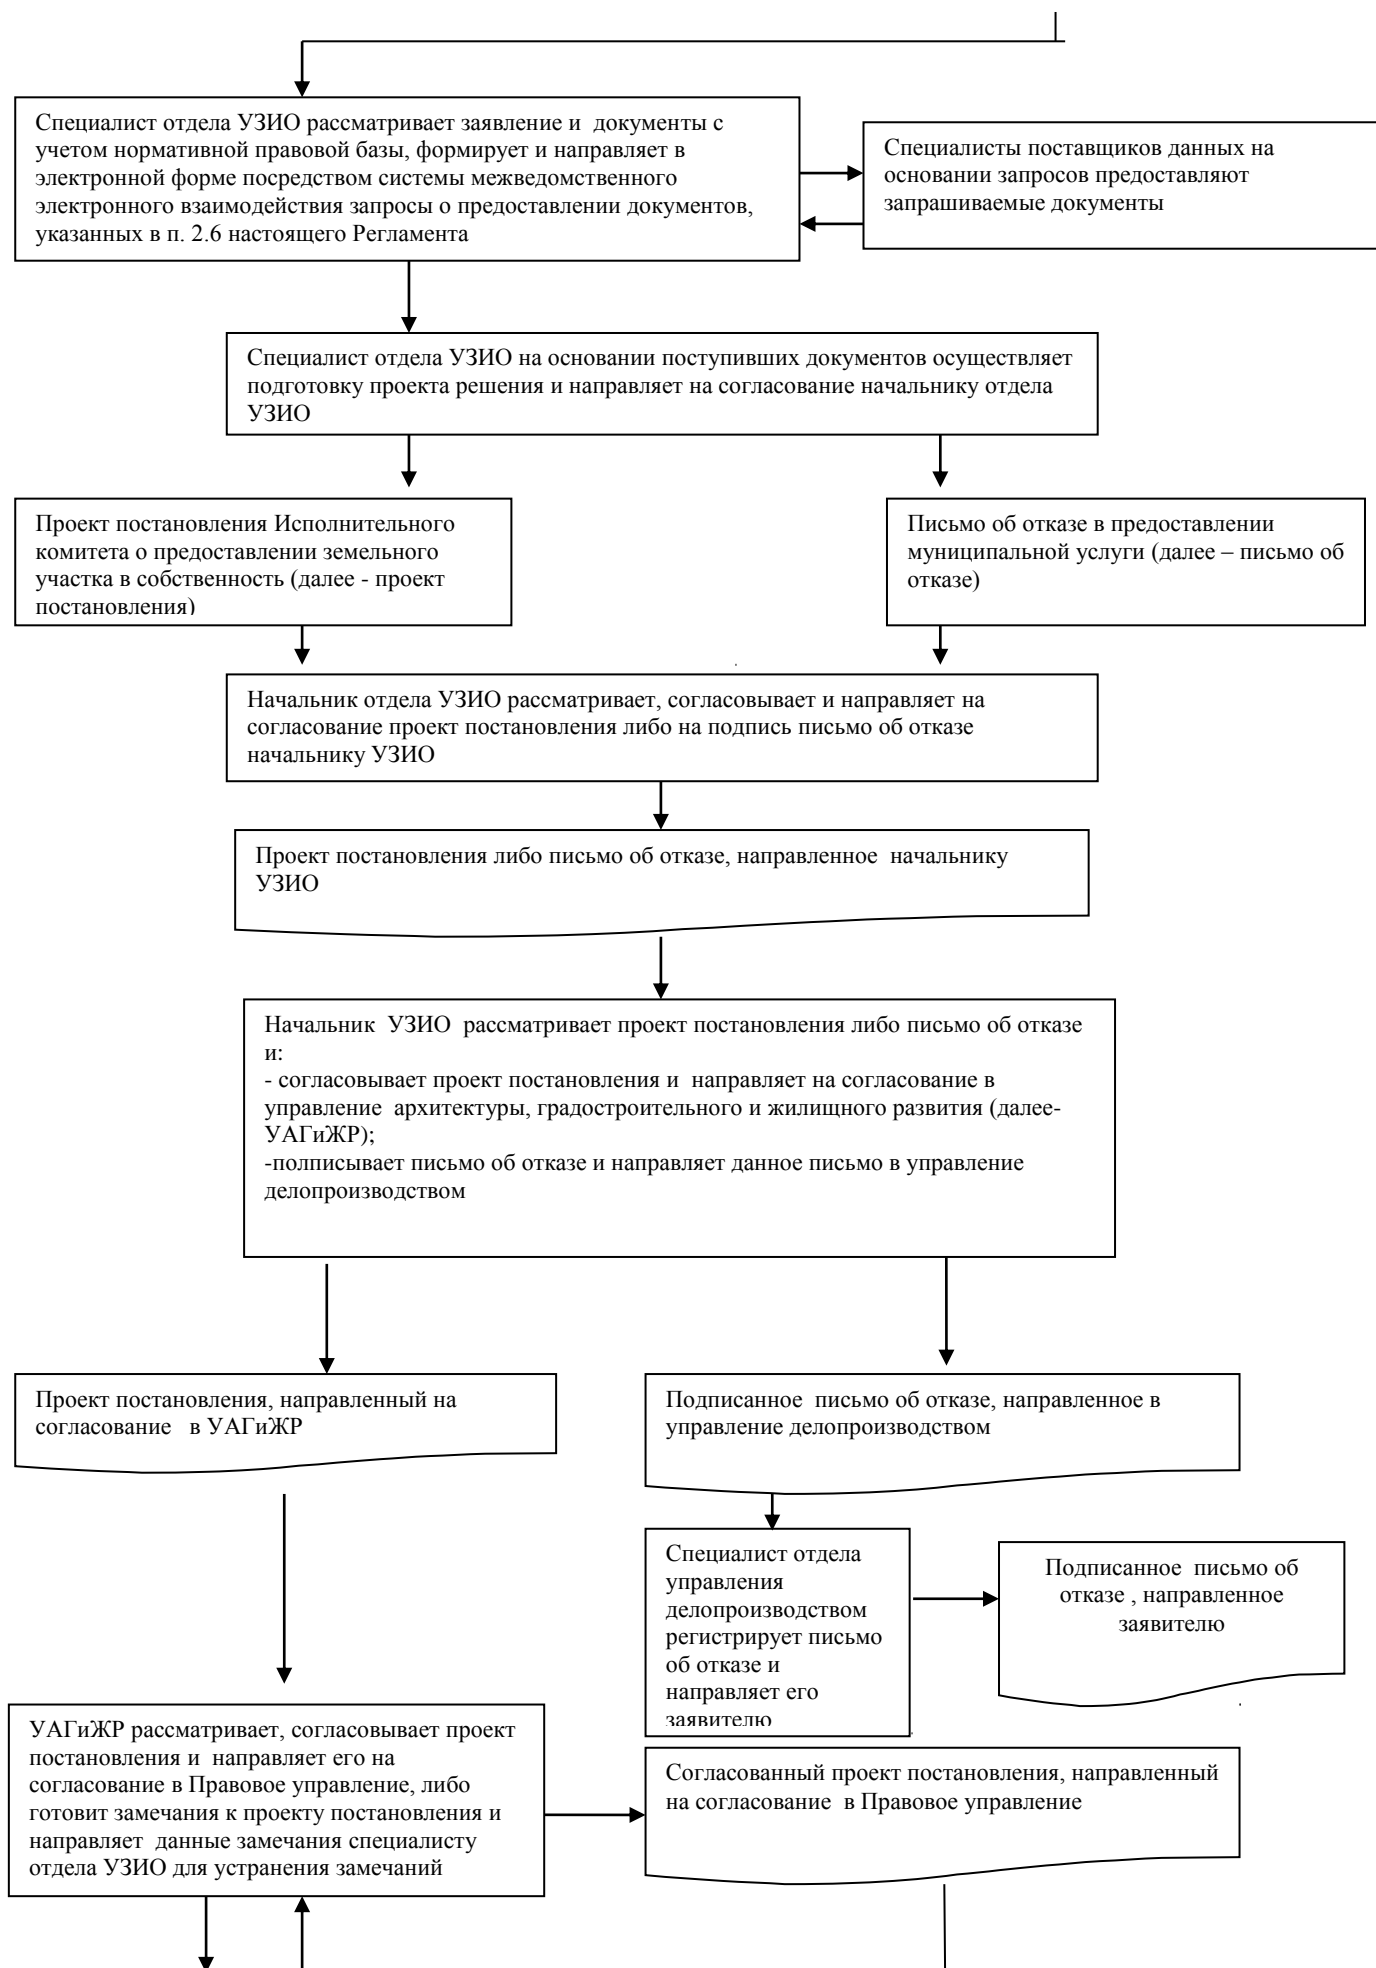 Специалист отдела УЗИО рассматривает заявление и  документы с
учетом нормативной правовой базы, формирует и направляет в
электронной форме посредством системы межведомственного
электронного взаимодействия запросы о предоставлении документов,
указанных в п. 2.6 настоящего Регламента
Специалисты поставщиков данных на
основании запросов предоставляют
запрашиваемые документы
Специалист отдела УЗИО на основании поступивших документов осуществляет
подготовку проекта решения и направляет на согласование начальнику отдела
УЗИО
Проект постановления Исполнительного
комитета о предоставлении земельного
участка в собственность (далее - проект
постановления)
Письмо об отказе в предоставлении
муниципальной услуги (далее – письмо об
отказе)
Начальник отдела УЗИО рассматривает, согласовывает и направляет на
согласование проект постановления либо на подпись письмо об отказе
начальнику УЗИО
Проект постановления либо письмо об отказе, направленное  начальнику
УЗИО
Начальник  УЗИО  рассматривает проект постановления либо письмо об отказе
и:
- согласовывает проект постановления и  направляет на согласование в
управление  архитектуры, градостроительного и жилищного развития (далее-
УАГиЖР);
-полписывает письмо об отказе и направляет данное письмо в управление
делопроизводством
Проект постановления, направленный на
согласование   в УАГиЖР
Подписанное  письмо об отказе, направленное в
управление делопроизводством
Специалист отдела
управления
делопроизводством
регистрирует письмо
об отказе и
направляет его
заявителю
Подписанное  письмо об
отказе , направленное
заявителю
УАГиЖР рассматривает, согласовывает проект
постановления и  направляет его на
согласование в Правовое управление, либо
готовит замечания к проекту постановления и
направляет  данные замечания специалисту
отдела УЗИО для устранения замечаний
Согласованный проект постановления, направленный
на согласование  в Правовое управление